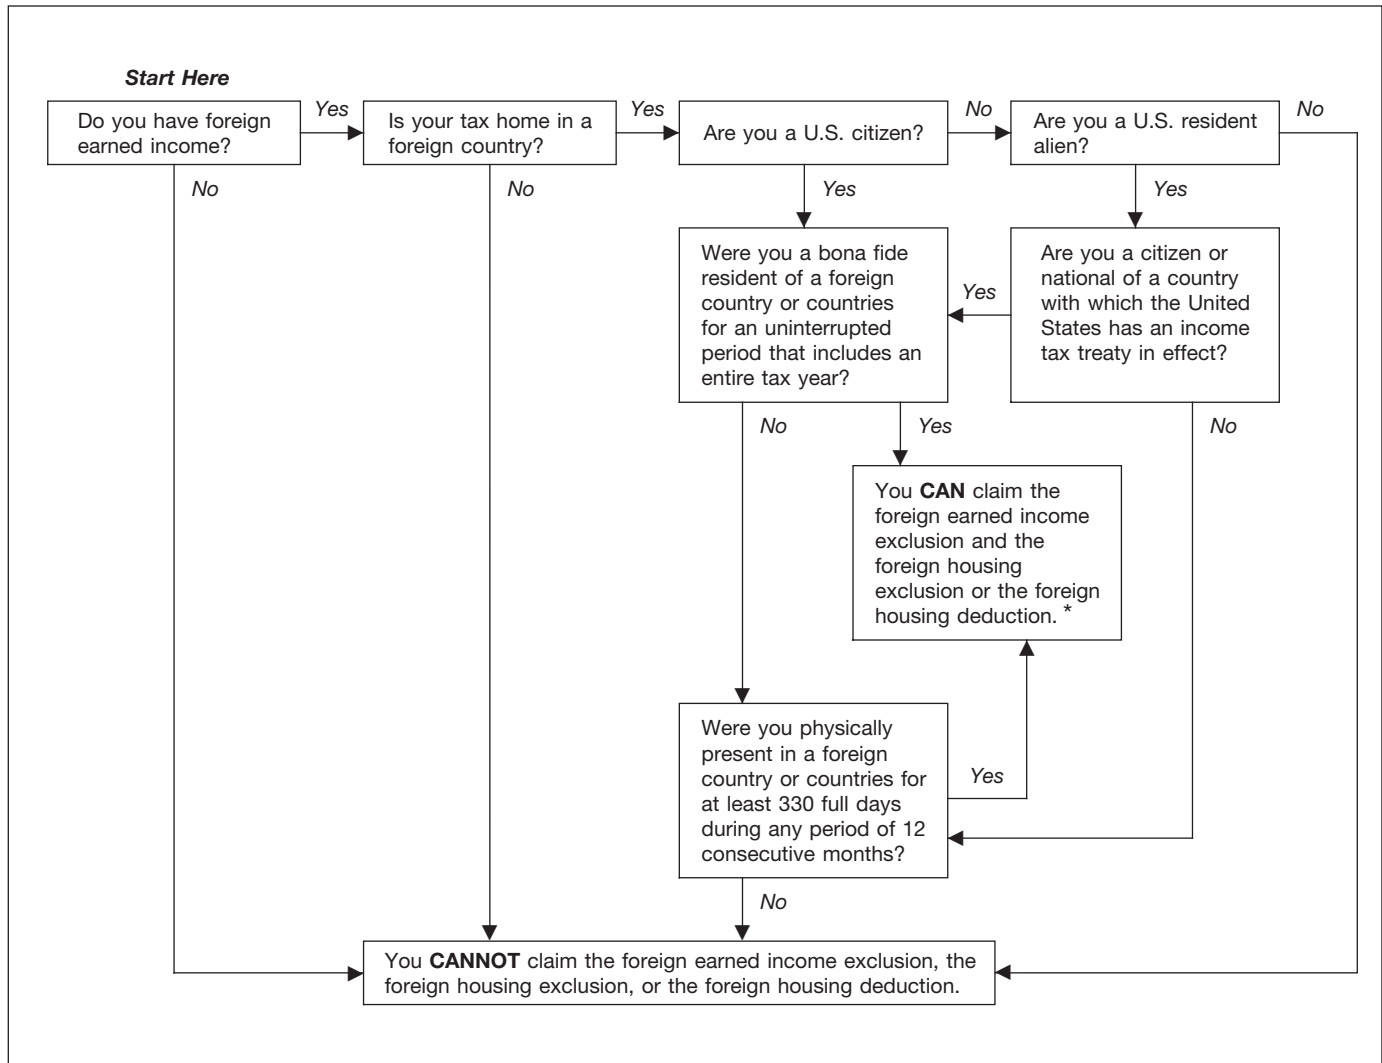 Start Here
Do you have foreign
earned income?
Yes
Is your tax home in a
foreign country?
Yes
Are you a U.S. citizen?
No
Are you a U.S. resident
alien?
No
No
No
Yes
Yes
Were you a bona fide
resident of a foreign
country or countries
for an uninterrupted
period that includes an
entire tax year?
Yes
Are you a citizen or
national of a country
with which the United
States has an income
tax treaty in effect?
No
Yes
No
You CAN claim the
foreign earned income
exclusion and the
foreign housing
exclusion or the foreign
housing deduction. *
Were you physically
present in a foreign
country or countries for
at least 330 full days
during any period of 12
consecutive months?
Yes
No
You CANNOT claim the foreign earned income exclusion, the
foreign housing exclusion, or the foreign housing deduction.